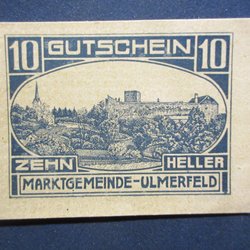 10 GUTSCHEIN 10
ZEHN HELLER
MARKTGEMEINDE-ULMERFELD